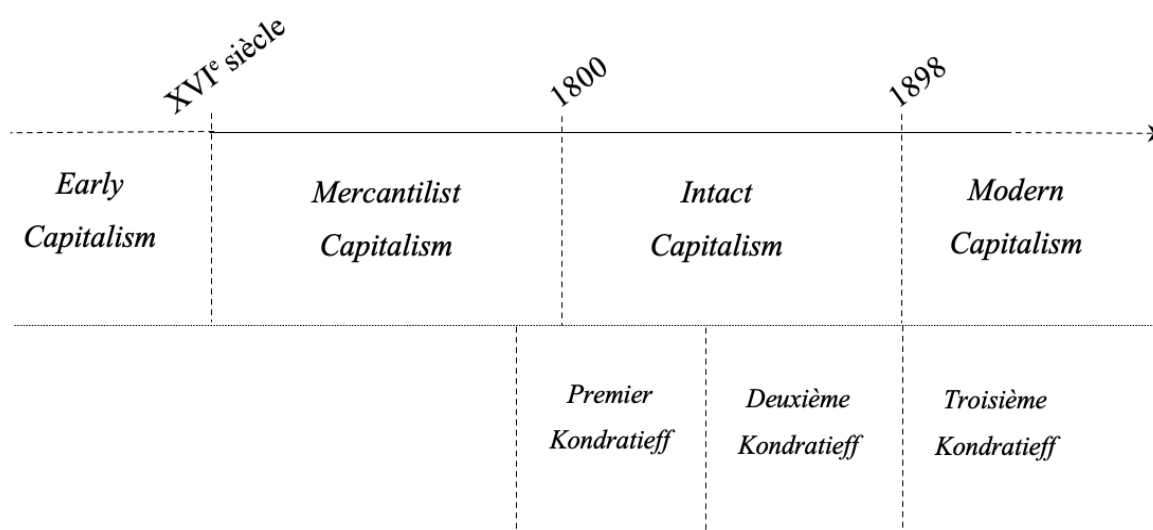 XVIe siècle
1800
1898
Early
Capitalism
Mercantilist
Capitalism
Intact
Capitalism
Modern
Capitalism
Premier
Kondratieff
Deuxième
Kondratieff
Troisième
Kondratieff